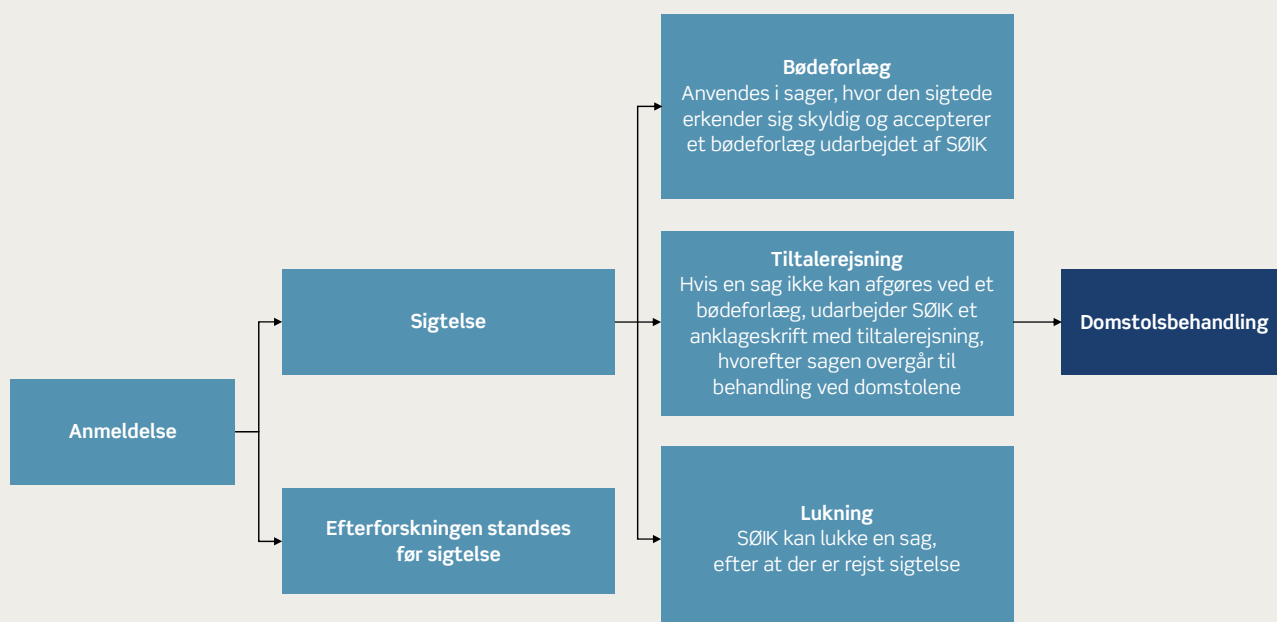 Anmeldelse
Sigtelse
Efterforskningen standses
før sigtelse
Bødeforlæg
Anvendes i sager, hvor den sigtede
erkender sig skyldig og accepterer
et bødeforlæg udarbejdet af SØIK
Tiltalerejsning
Hvis en sag ikke kan afgøres ved et
bødeforlæg, udarbejder SØIK et
anklageskrift med tiltalerejsning,
hvorefter sagen overgår til
behandling ved domstolene
Lukning
SØIK kan lukke en sag,
efter at der er rejst sigtelse
Domstolsbehandling